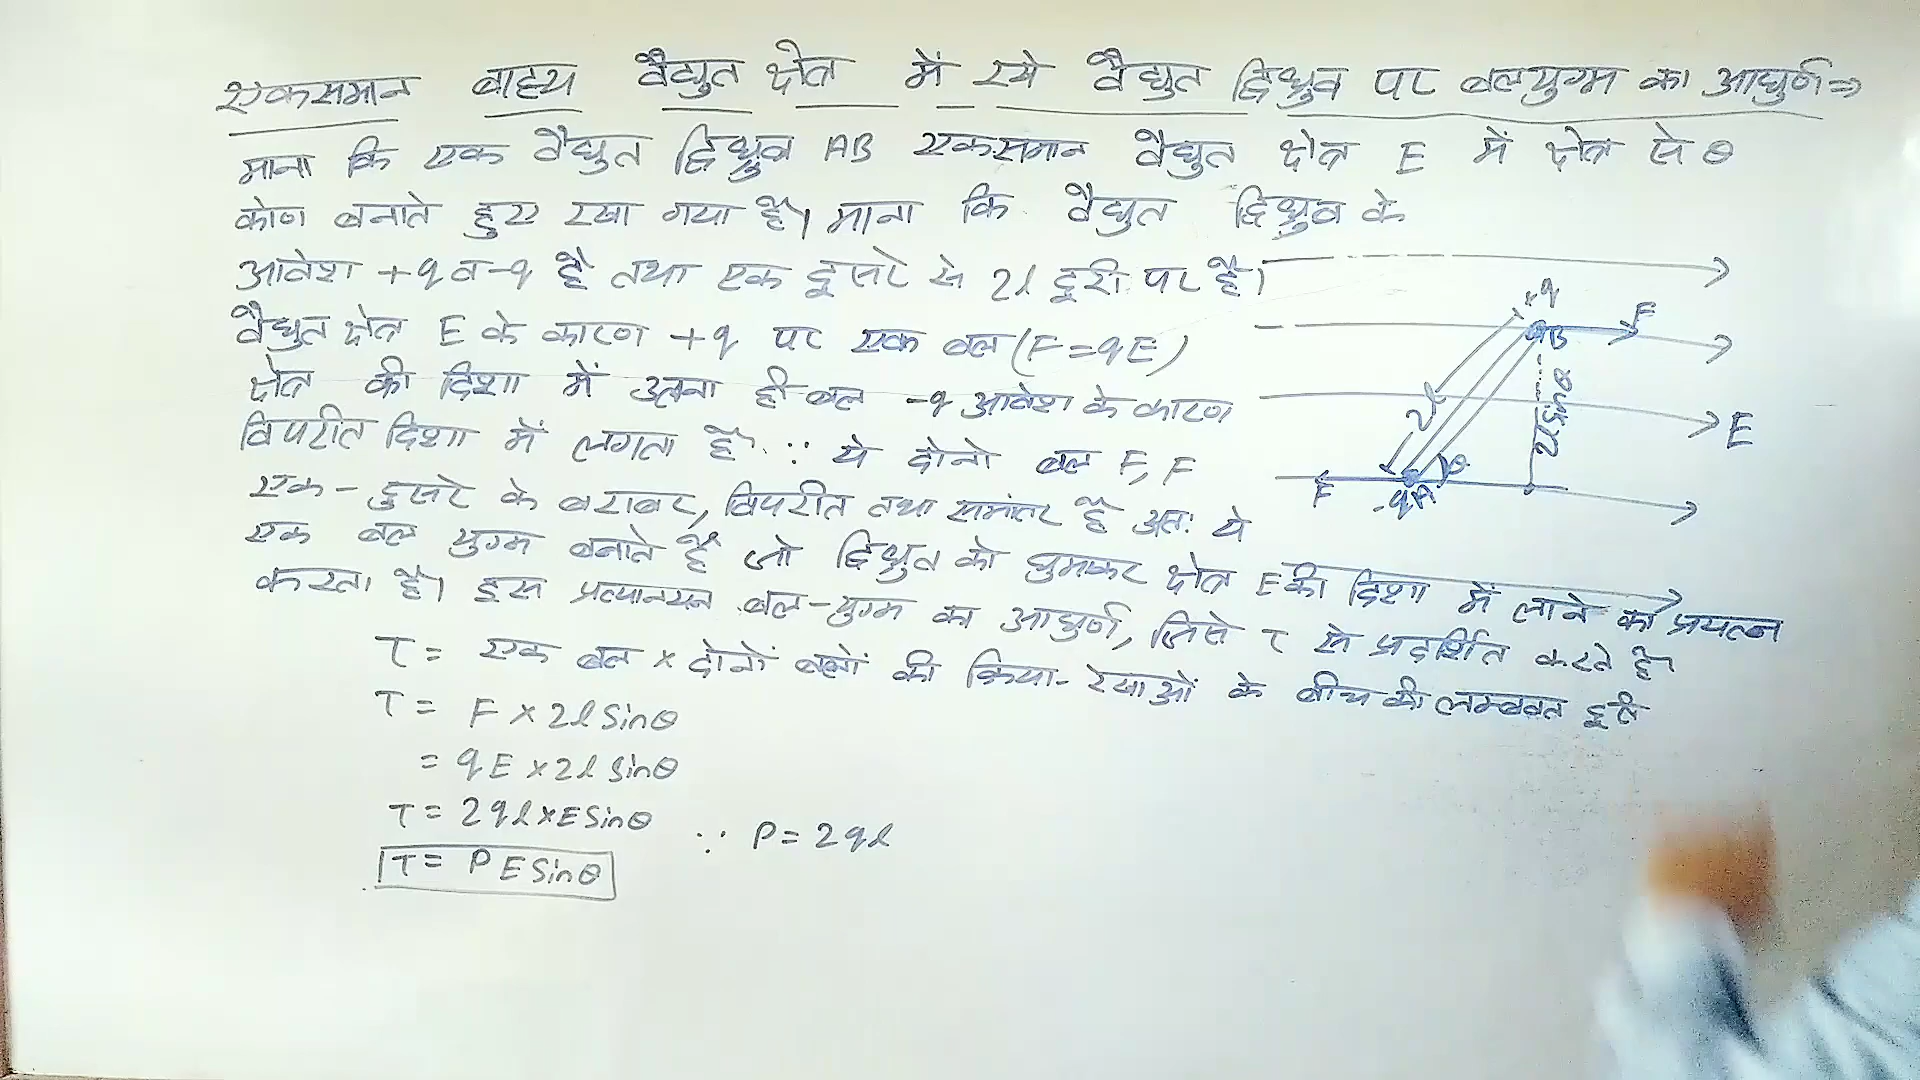 एकसमान बाह्य वैद्युत क्षेत्र में रखे वैद्युत द्विध्रुव पर बलयुग्म का आघुर्ण ⇒
माना कि एक वैद्युत द्विध्रुव AB एकसमान वैद्युत क्षेत्र E में क्षेत्र से θ
कोण बनाते हुए रखा गया है। माना कि वैद्युत द्विध्रुव के
आवेश +q व -q है तथा एक दूसरे से 2l दूरी पर है।
वैद्युत क्षेत्र E के कारण +q पर एक बल (F=qE)
क्षेत्र की दिशा में उतना ही बल -q आवेश के कारण
विपरीत दिशा में लगता है ∵ ये दोनो बल F, F
एक-दुसरे के बराबर, विपरीत तथा समांतर है अतः ये
एक बल युग्म बनाते हैं जो द्विध्रुव को घुमाकर क्षेत्र E की दिशा में लाने का प्रयत्न
करता है। इस प्रत्यानयन बल-युग्म का आघुर्ण, जिसे τ से प्रदर्शित करते है
τ = एक बल × दोनों बलों की क्रिया-रेखाओं के बीच की लम्बवत दूरी
τ = F × 2l Sinθ
= qE × 2l Sinθ
τ = 2ql × E Sinθ
τ = P E Sinθ
∵ P = 2ql
+q
B
F
2l
2l Sinθ
E
F
-q A
θ